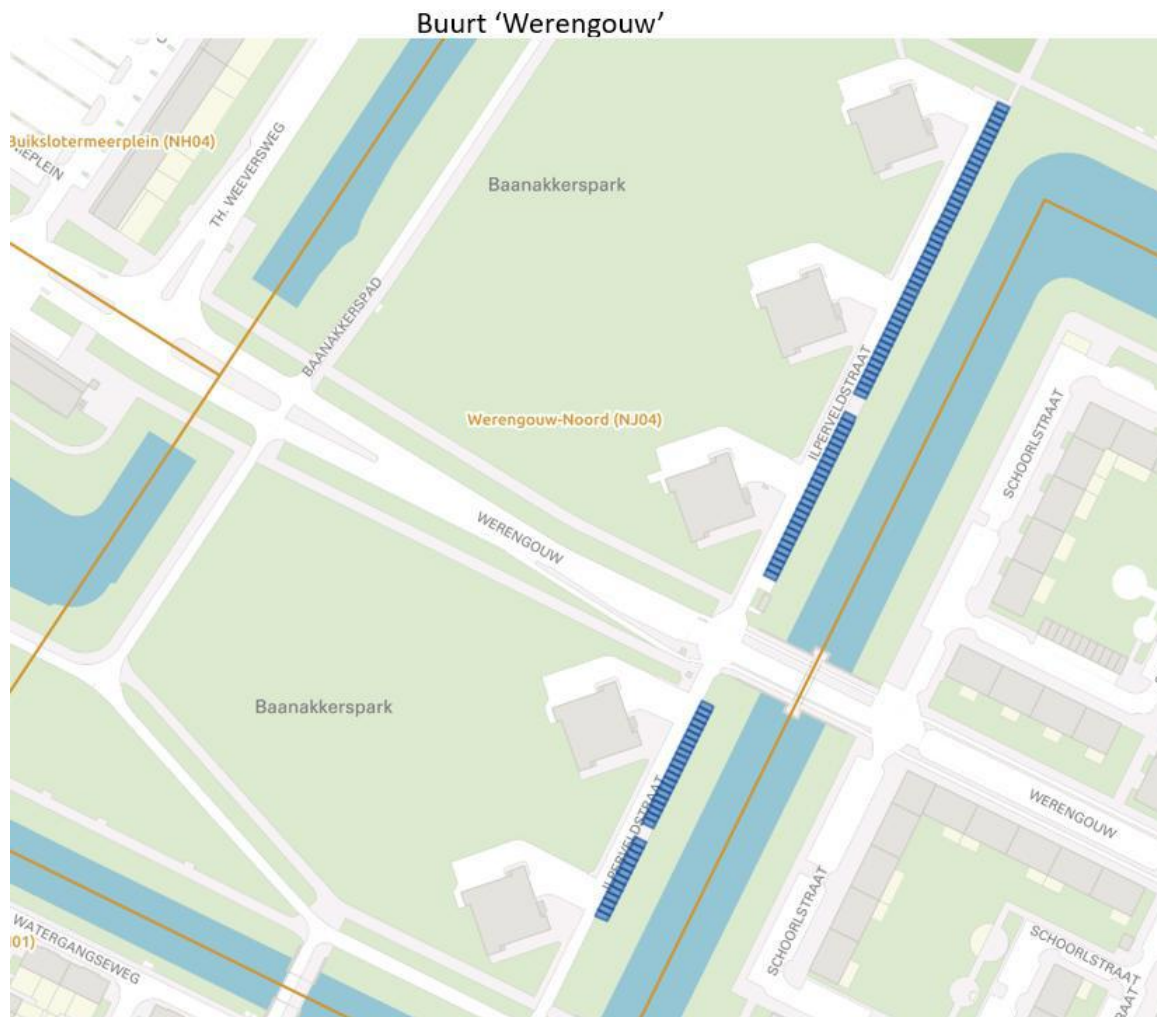 Buurt ‘Werengouw’
Buikslotermeerplein (NH04)
TH. WEEVERSWEG
Baanakkerspark
BAANAKKERSPAD
ILPERVELDSTRAAT
SCHOORLSTRAAT
Werengouw-Noord (NJ04)
WERENGOUW
Baanakkerspark
WERENGOUW
ILPERVELDSTRAAT
SCHOORLSTRAAT
SCHOORLSTRAAT
WATERGANGSEWEG